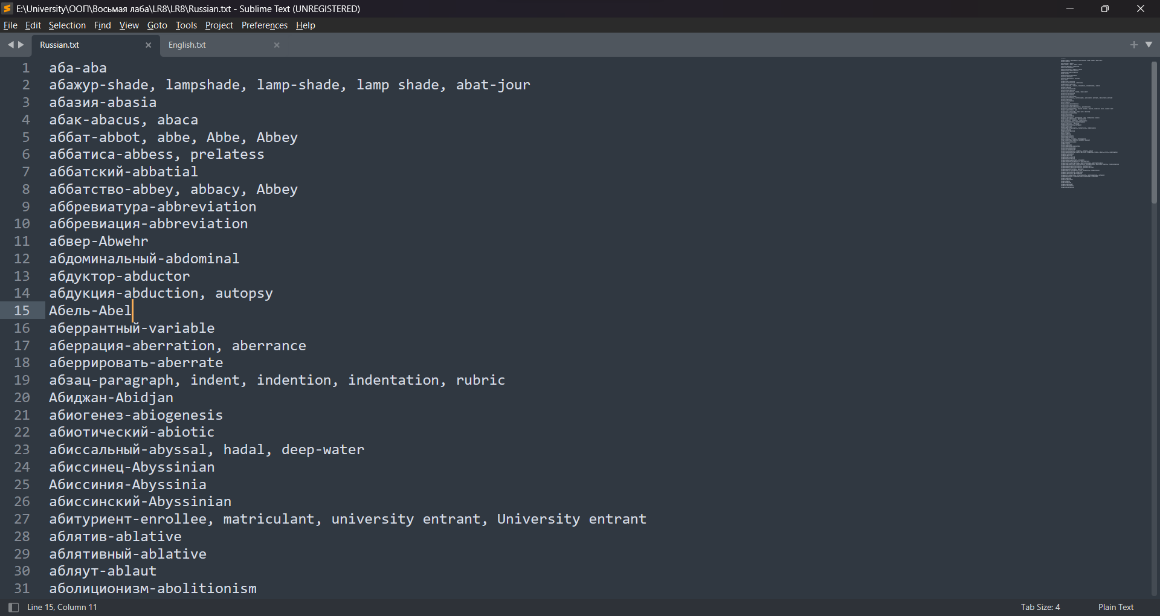 E:\University\ООП\Восьмая лаба\LR8\LR8\Russian.txt - Sublime Text (UNREGISTERED)
File Edit Selection Find View Goto Tools Project Preferences Help
Russian.txt English.txt
1 аба-aba
2 абажур-shade, lampshade, lamp-shade, lamp shade, abat-jour
3 абазия-abasia
4 абак-abacus, abaca
5 аббат-abbot, abbe, Abbe, Abbey
6 аббатиса-abbess, prelatess
7 аббатский-abbatial
8 аббатство-abbey, abbacy, Abbey
9 аббревиатура-abbreviation
10 аббревиация-abbreviation
11 абвер-Abwehr
12 абдоминальный-abdominal
13 абдуктор-abductor
14 абдукция-abduction, autopsy
15 Абель-Abel
16 аберрантный-variable
17 аберрация-aberration, aberrance
18 аберрировать-aberrate
19 абзац-paragraph, indent, indention, indentation, rubric
20 Абиджан-Abidjan
21 абиогенез-abiogenesis
22 абиотический-abiotic
23 абиссальный-abyssal, hadal, deep-water
24 абиссинец-Abyssinian
25 Абиссиния-Abyssinia
26 абиссинский-Abyssinian
27 абитуриент-enrollee, matriculant, university entrant, University entrant
28 аблятив-ablative
29 аблятивный-ablative
30 абляут-ablaut
31 аболиционизм-abolitionism
Line 15, Column 11 Tab Size: 4 Plain Text